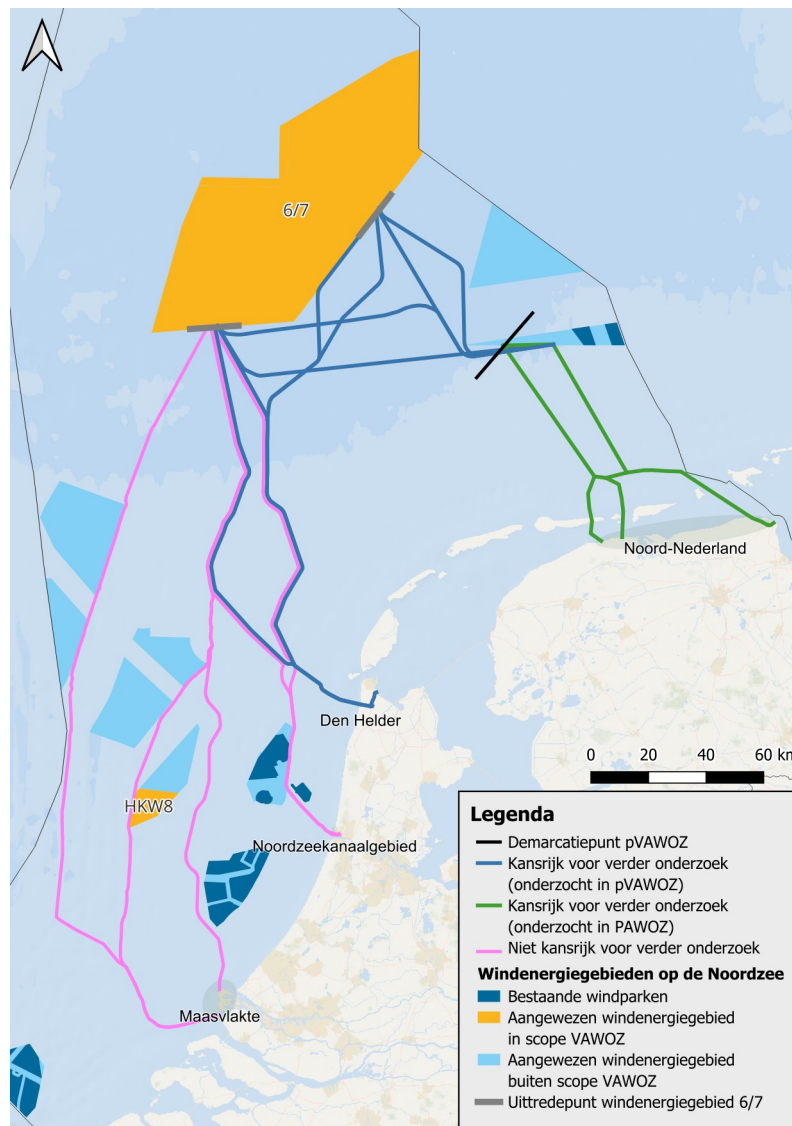 6/7
Noord-Nederland
Den Helder
0 20 40 60 km
HKW8
Noordzeekanaalgebied
Maasvlakte
Legenda
Demarcatiepunt pVAWOZ
Kansrijk voor verder onderzoek
(onderzocht in pVAWOZ)
Kansrijk voor verder onderzoek
(onderzocht in PAWOZ)
Niet kansrijk voor verder onderzoek
Windenergiegebieden op de Noordzee
Bestaande windparken
Aangewezen windenergiegebied
in scope VAWOZ
Aangewezen windenergiegebied
buiten scope VAWOZ
Uittredepunt windenergiegebied 6/7